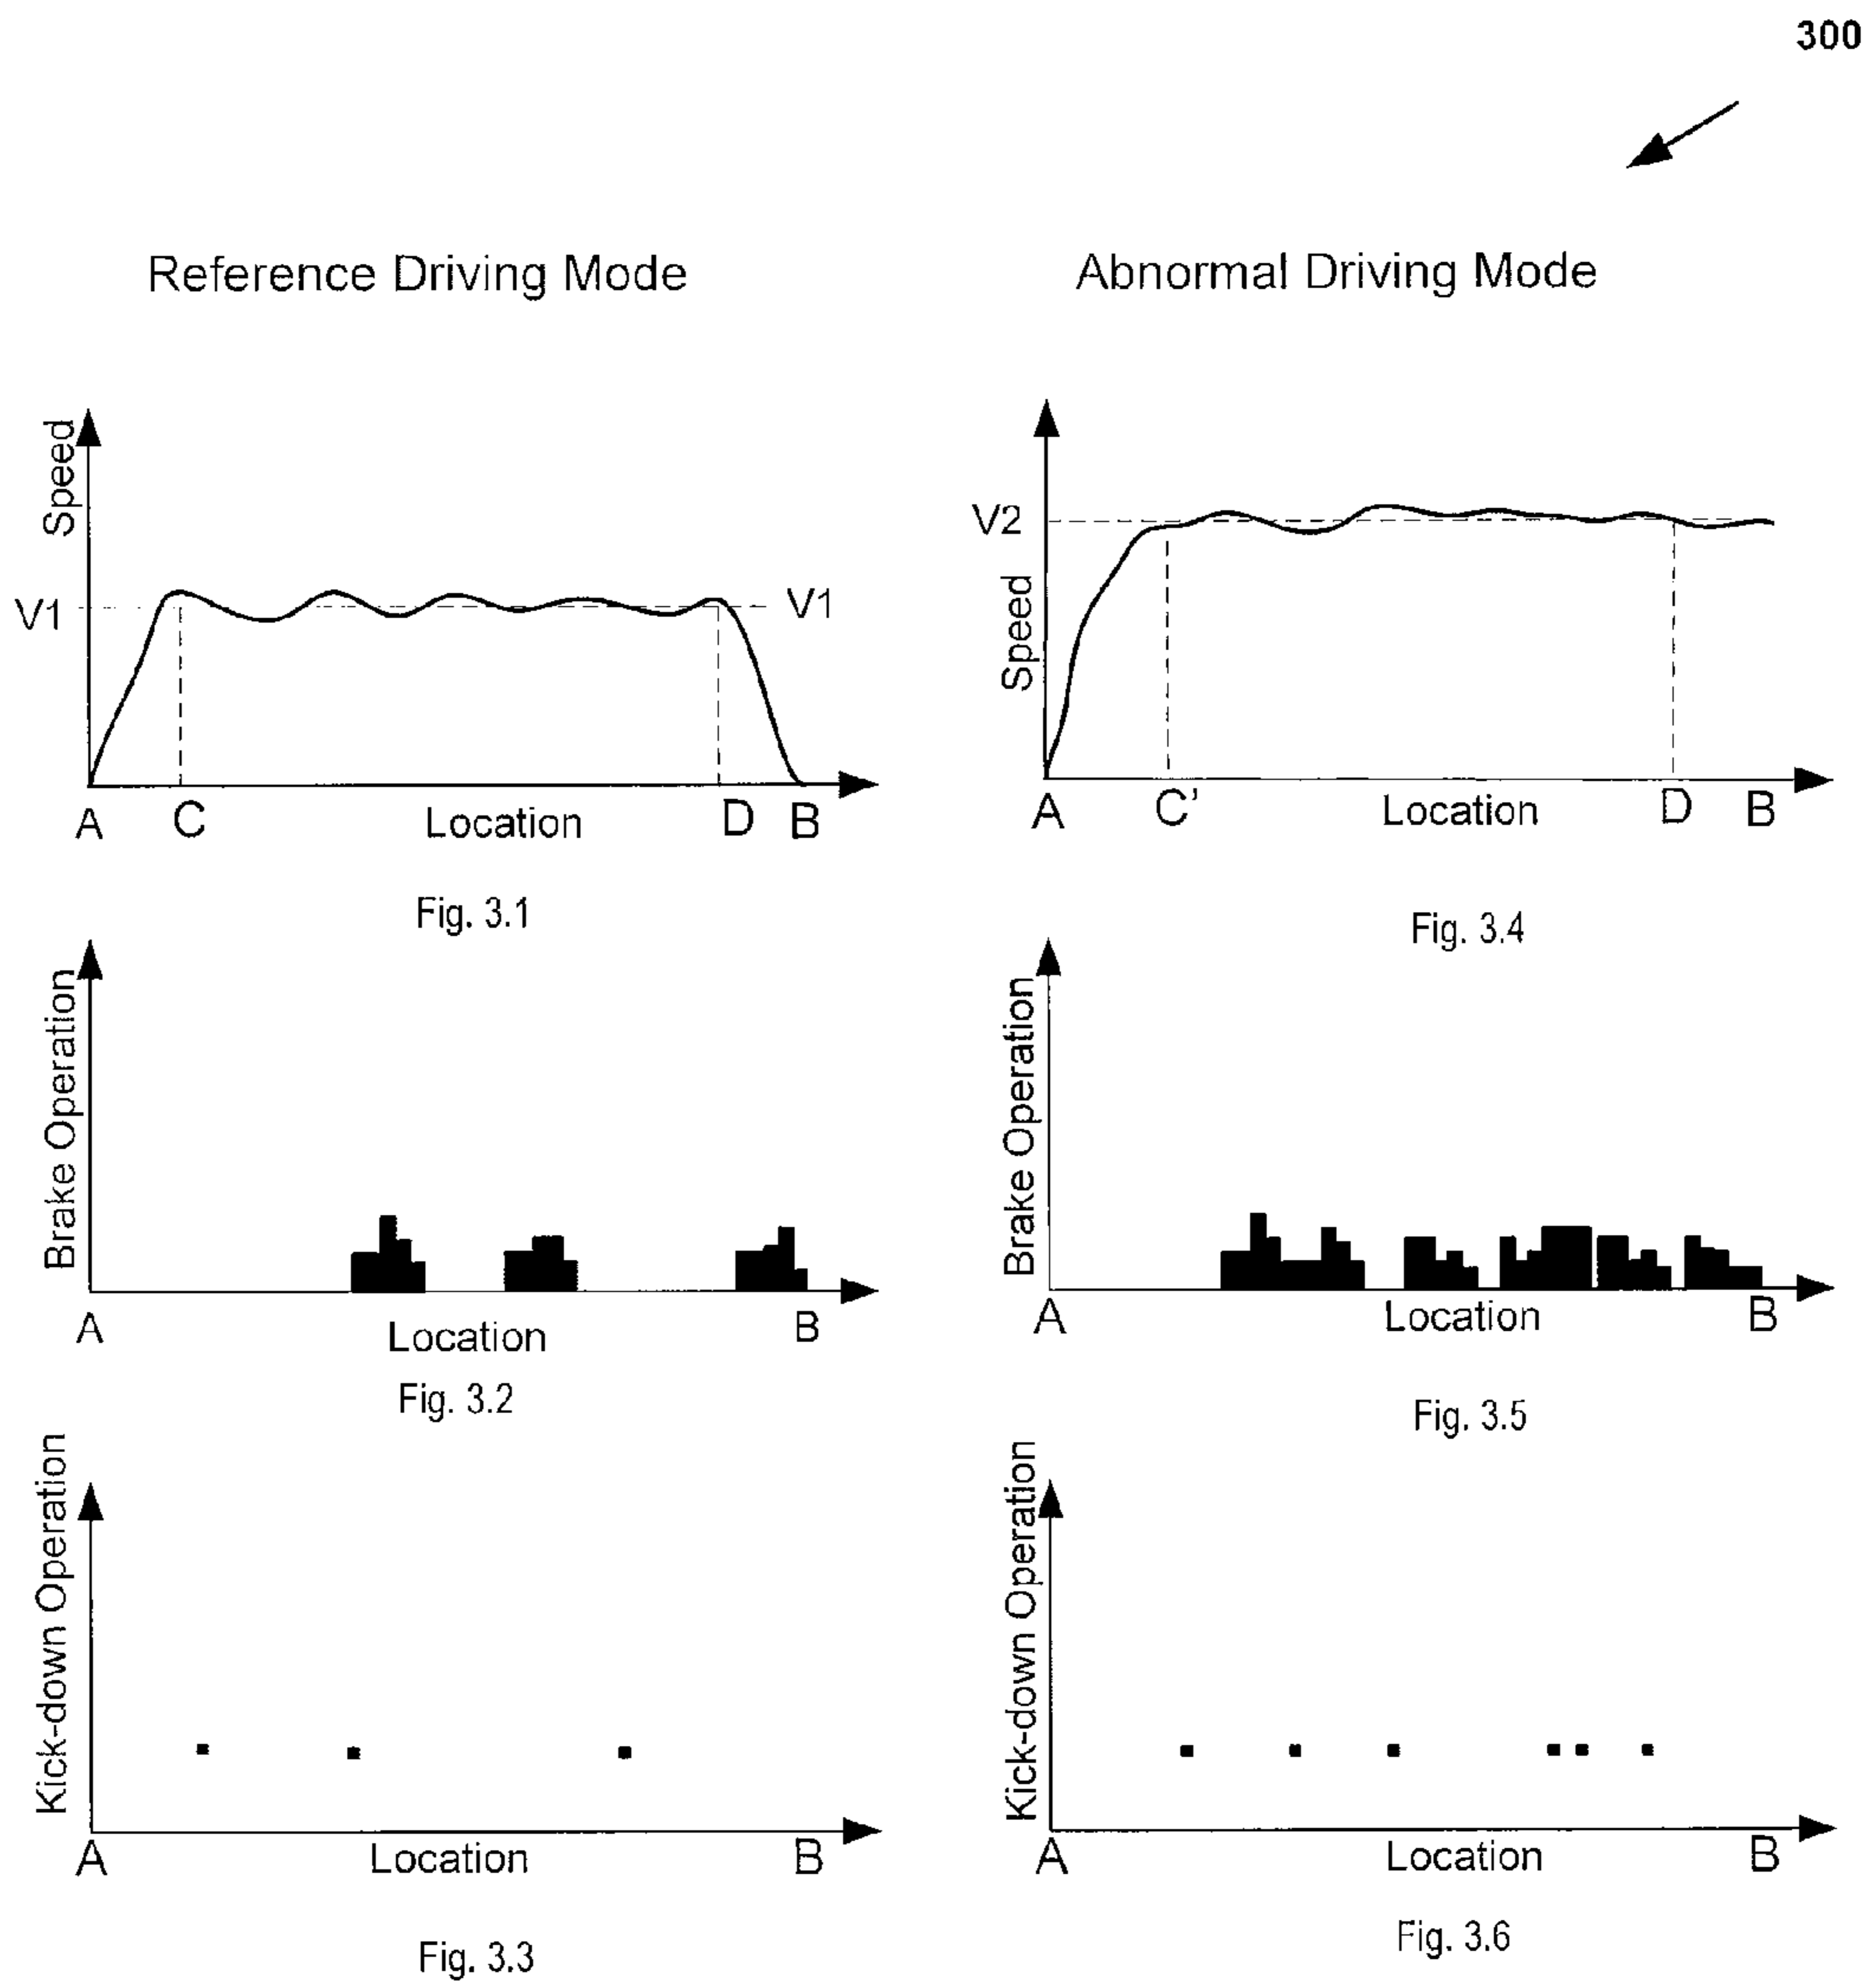 300
Reference Driving Mode
Abnormal Driving Mode
Speed
V1
V1
A
C
Location
D
B
Fig. 3.1
V2
Speed
A
C'
Location
D
B
Fig. 3.4
Brake Operation
A
Location
B
Fig. 3.2
Brake Operation
A
Location
B
Fig. 3.5
Kick-down Operation
A
Location
B
Fig. 3.3
Kick-down Operation
A
Location
B
Fig. 3.6